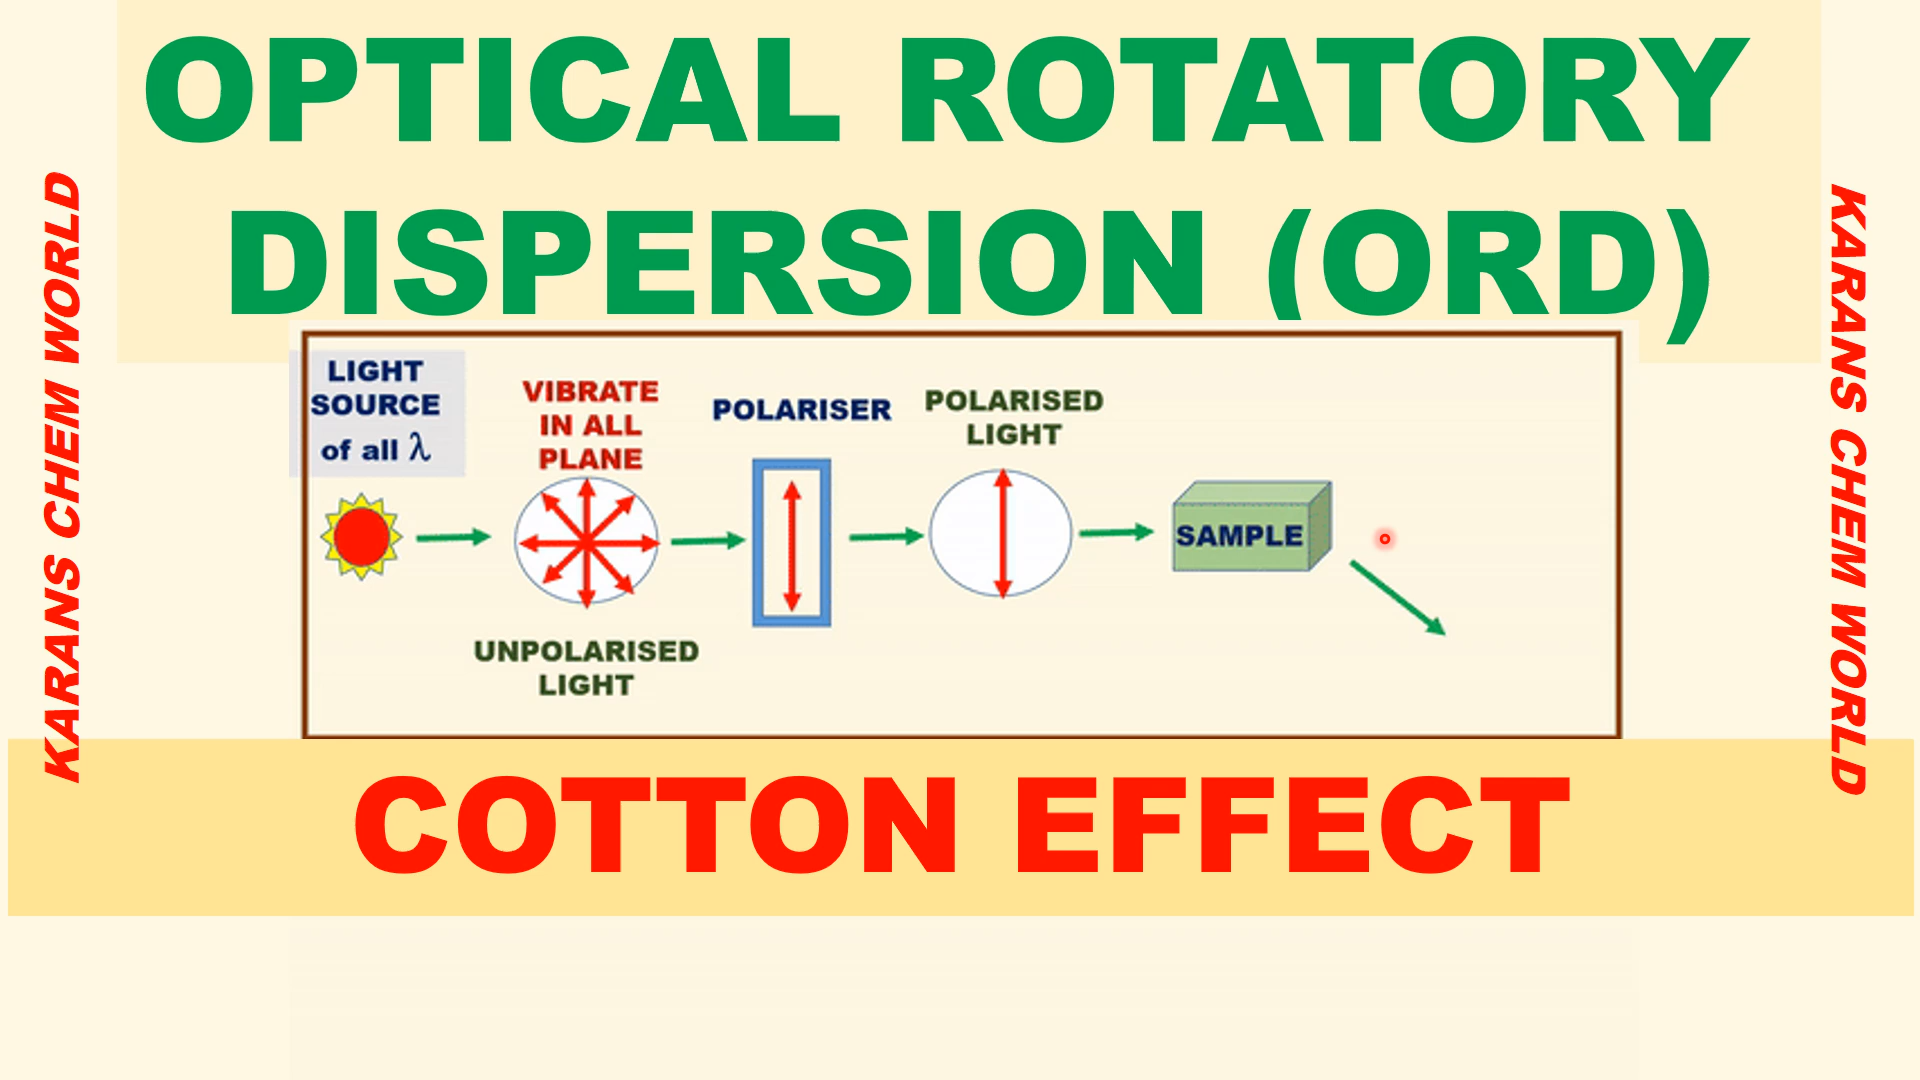 OPTICAL ROTATORY
DISPERSION (ORD)
KARANS CHEM WORLD
KARANS CHEM WORLD
LIGHT
SOURCE
of all λ
VIBRATE
IN ALL
PLANE
POLARISER
POLARISED
LIGHT
SAMPLE
UNPOLARISED
LIGHT
COTTON EFFECT